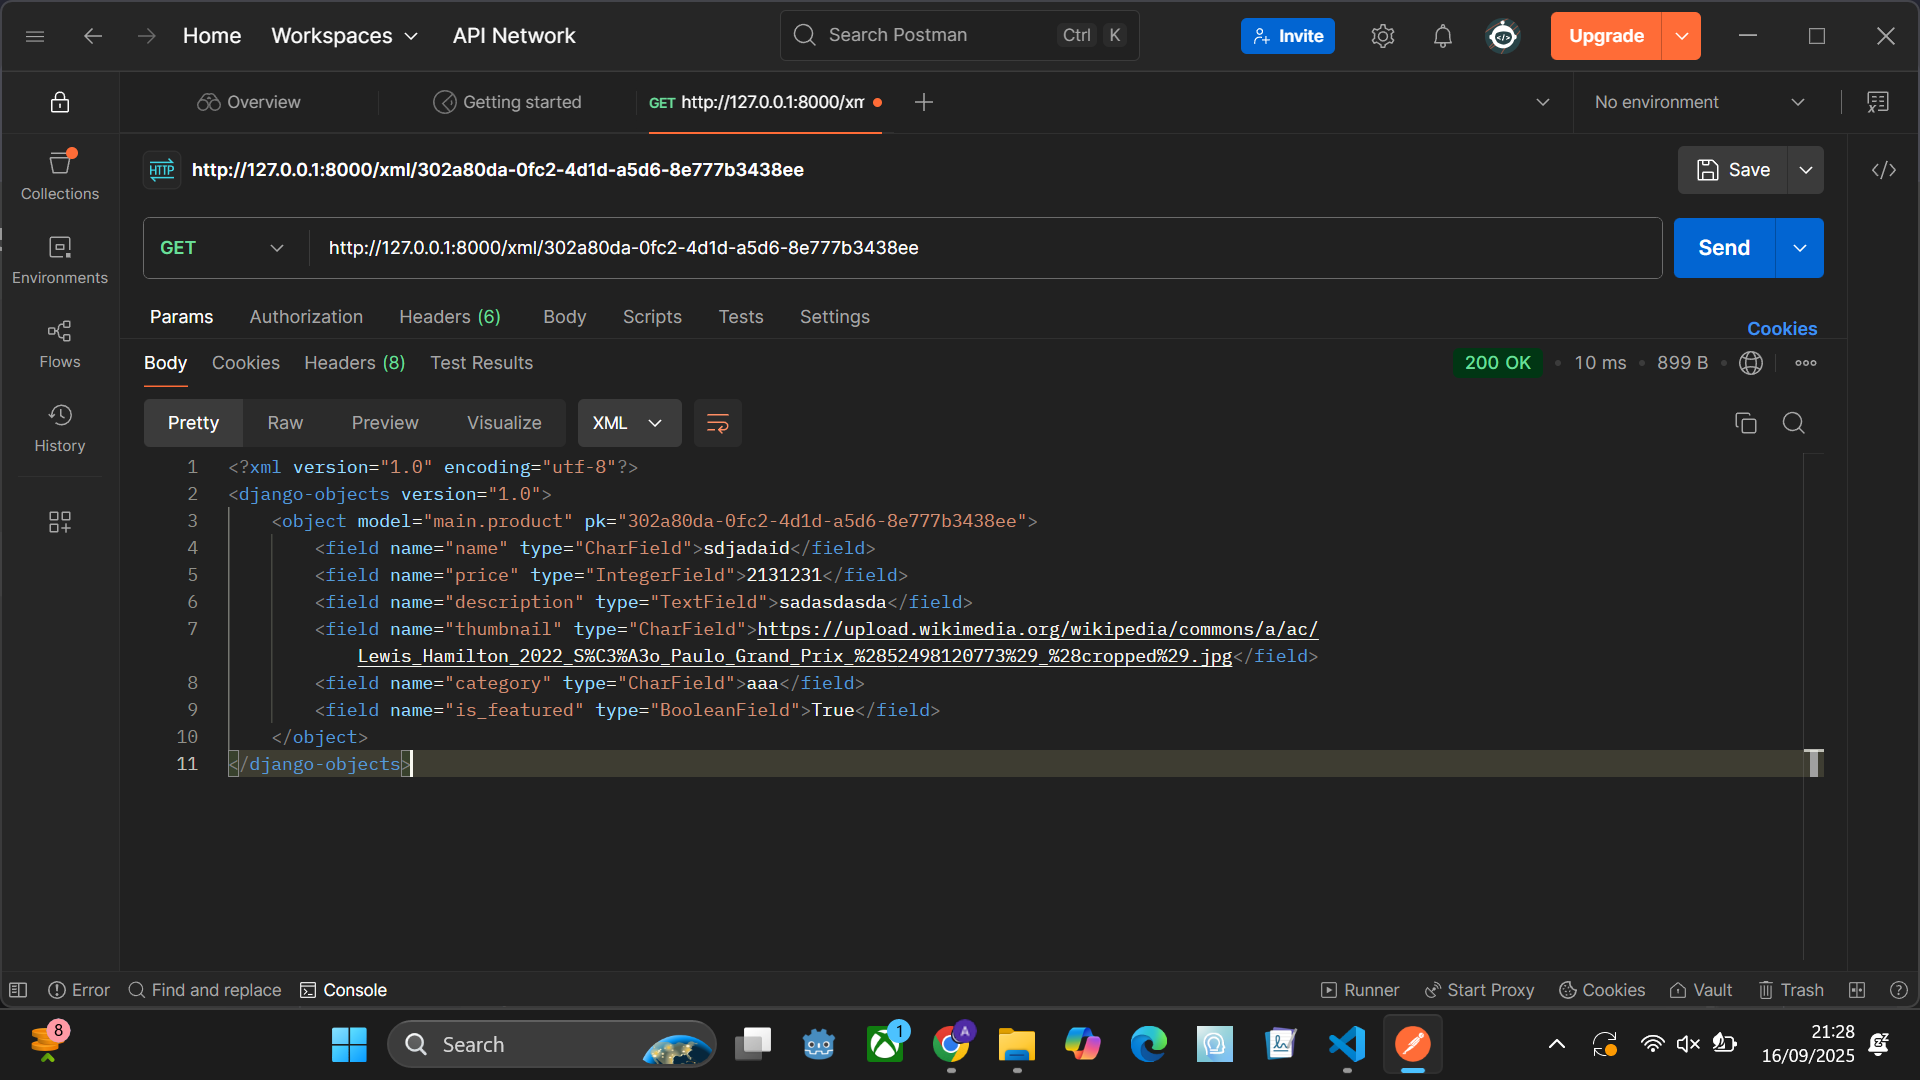 Home Workspaces API Network Search Postman Ctrl K Invite Upgrade
Overview Getting started GET http://127.0.0.1:8000/xm No environment
HTTP http://127.0.0.1:8000/xml/302a80da-0fc2-4d1d-a5d6-8e777b3438ee Save
Collections
GET http://127.0.0.1:8000/xml/302a80da-0fc2-4d1d-a5d6-8e777b3438ee Send
Environments
Params Authorization Headers (6) Body Scripts Tests Settings Cookies
Flows
Body Cookies Headers (8) Test Results 200 OK 10 ms 899 B
Pretty Raw Preview Visualize XML
History
1 <?xml version="1.0" encoding="utf-8"?>
2 <django-objects version="1.0">
3 <object model="main.product" pk="302a80da-0fc2-4d1d-a5d6-8e777b3438ee">
4 <field name="name" type="CharField">sdjadaid</field>
5 <field name="price" type="IntegerField">2131231</field>
6 <field name="description" type="TextField">sadasdasda</field>
7 <field name="thumbnail" type="CharField">https://upload.wikimedia.org/wikipedia/commons/a/ac/
Lewis_Hamilton_2022_S%C3%A3o_Paulo_Grand_Prix_%2852498120773%29_%28cropped%29.jpg</field>
8 <field name="category" type="CharField">aaa</field>
9 <field name="is_featured" type="BooleanField">True</field>
10 </object>
11 </django-objects>
Error Find and replace Console Runner Start Proxy Cookies Vault Trash
8 Search 1 A 21:28
16/09/2025